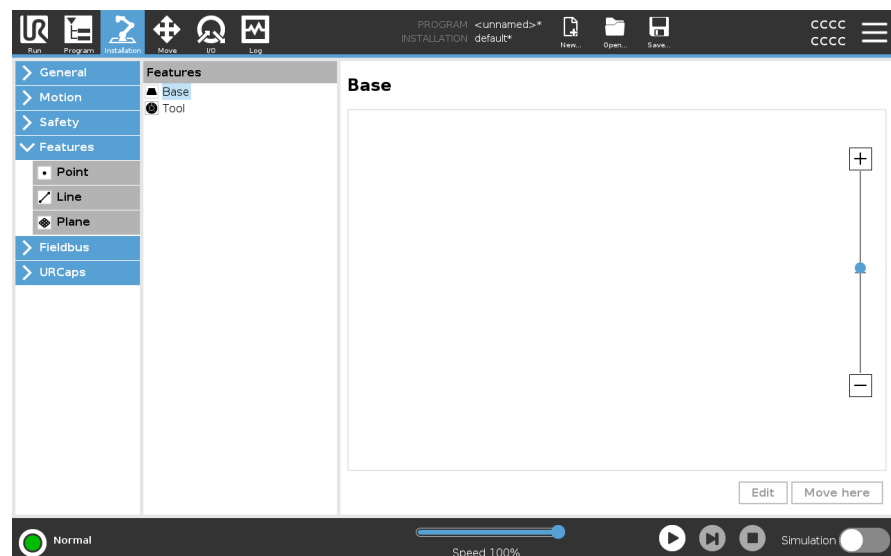 PROGRAM <unnamed>*
INSTALLATION default*
CCCC
CCCC
Run Program Installation Move I/O Log New... Open... Save...
General
Motion
Safety
Features
Point
Line
Plane
Fieldbus
URCaps
Features
Base
Tool
Base
+
−
Edit Move here
Normal
Speed 100%
Simulation